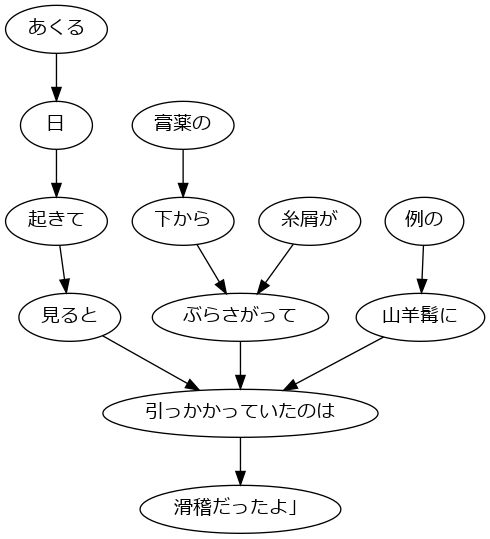 あくる
日
膏薬の
起きて
下から
糸屑が
例の
見ると
ぶらさがって
山羊髯に
引っかかっていたのは
滑稽だったよ」